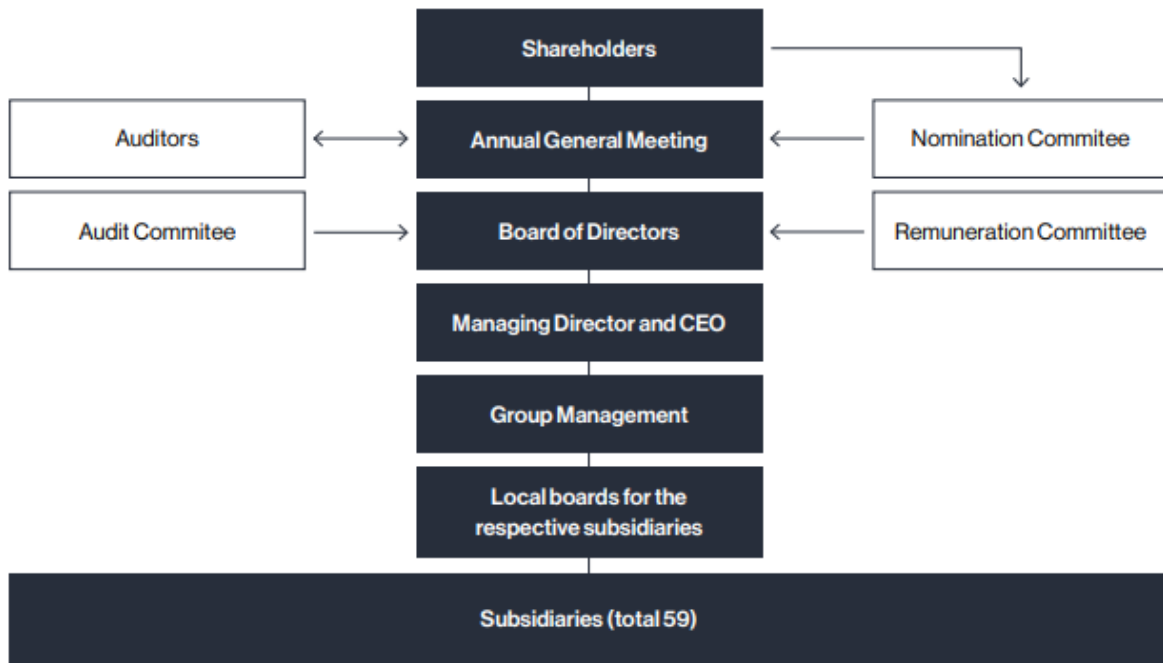 Shareholders
Auditors
Annual General Meeting
Nomination Commitee
Audit Commitee
Board of Directors
Remuneration Committee
Managing Director and CEO
Group Management
Local boards for the
respective subsidiaries
Subsidiaries (total 59)